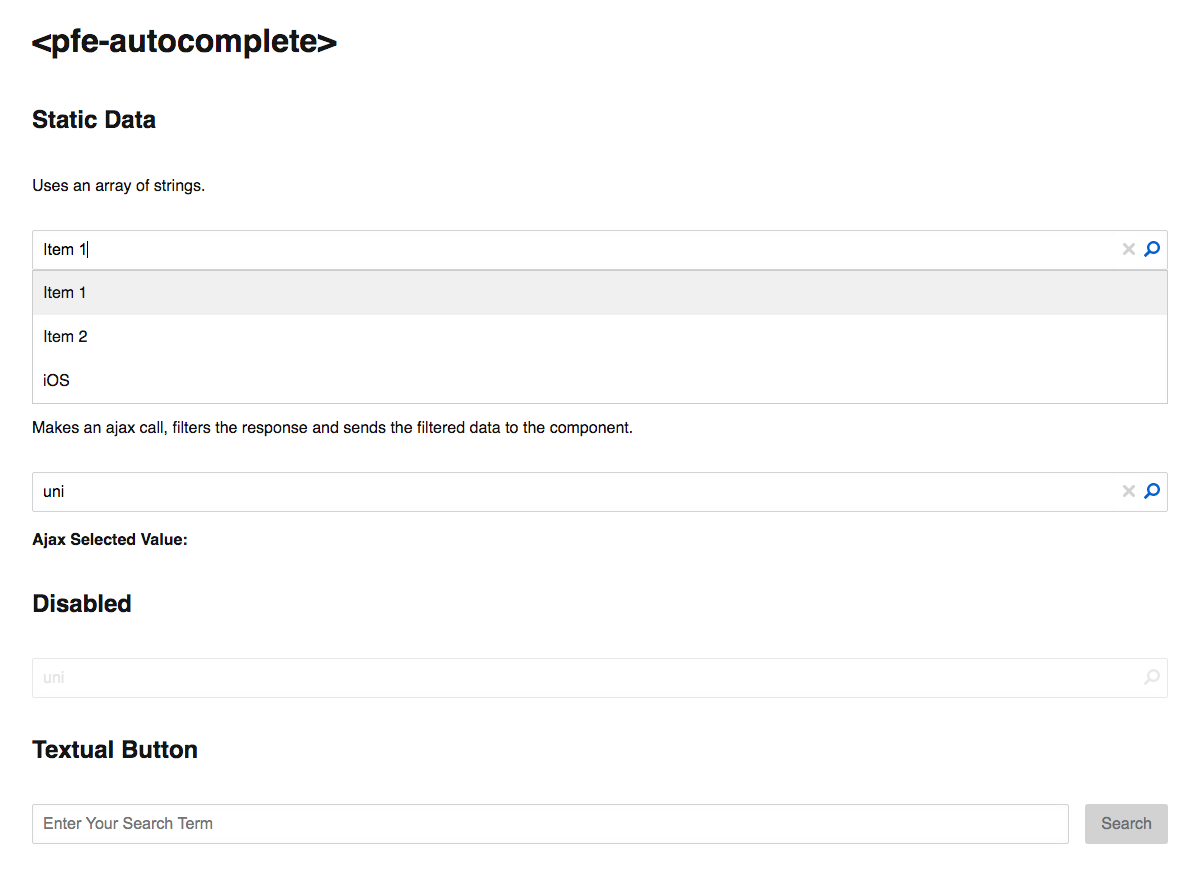 <pfe-autocomplete>
Static Data
Uses an array of strings.
Item 1
Item 1
Item 2
iOS
Makes an ajax call, filters the response and sends the filtered data to the component.
uni
Ajax Selected Value:
Disabled
uni
Textual Button
Enter Your Search Term Search